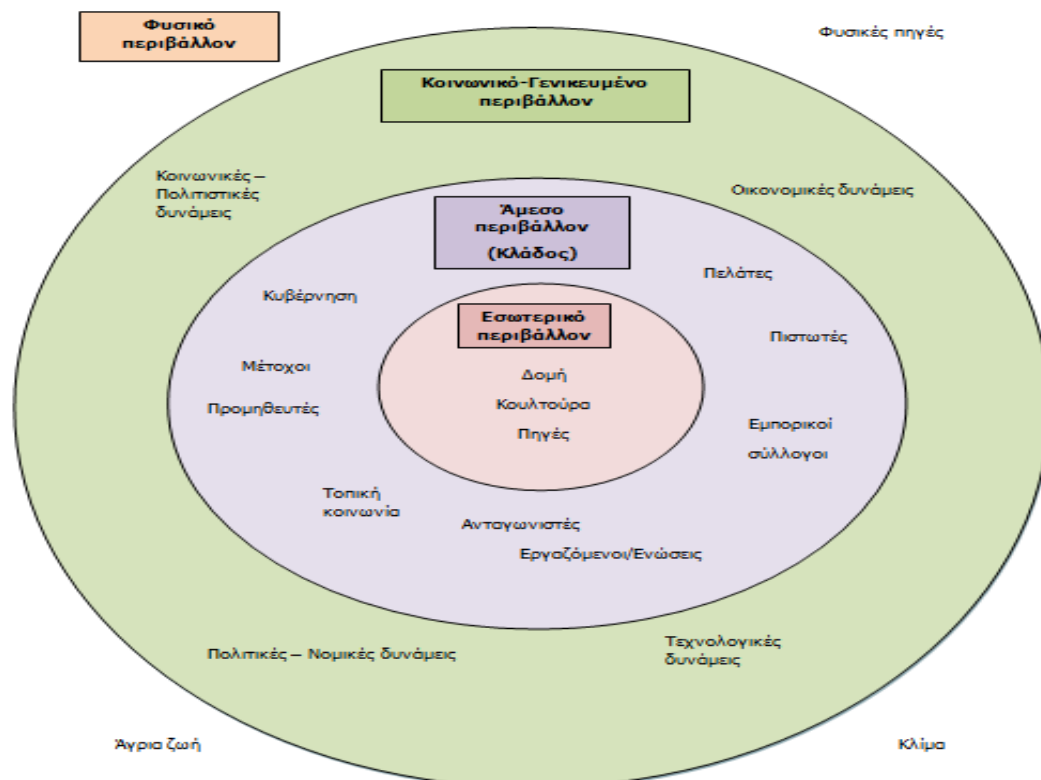 Φυσικό
περιβάλλον
Φυσικές πηγές
Κοινωνικό-Γενικευμένο
περιβάλλον
Κοινωνικές –
Πολιτιστικές
δυνάμεις
Οικονομικές δυνάμεις
Άμεσο
περιβάλλον
(Κλάδος)
Πελάτες
Κυβέρνηση
Εσωτερικό
περιβάλλον
Πιστωτές
Μέτοχοι
Δομή
Προμηθευτές
Κουλτούρα
Πηγές
Εμπορικοί
σύλλογοι
Τοπική
κοινωνία
Ανταγωνιστές
Εργαζόμενοι/Ενώσεις
Πολιτικές – Νομικές δυνάμεις
Τεχνολογικές
δυνάμεις
Άγρια ζωή
Κλίμα